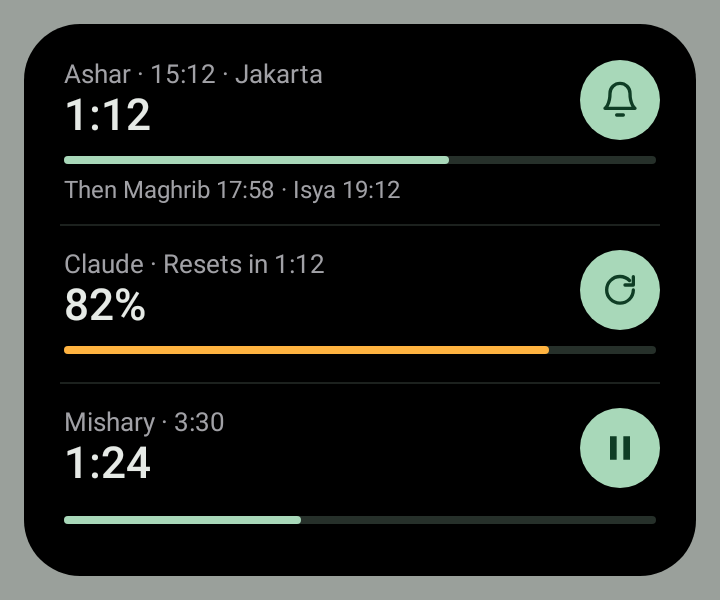 Ashar · 15:12 · Jakarta
1:12
Then Maghrib 17:58 · Isya 19:12
Claude · Resets in 1:12
82%
Mishary · 3:30
1:24